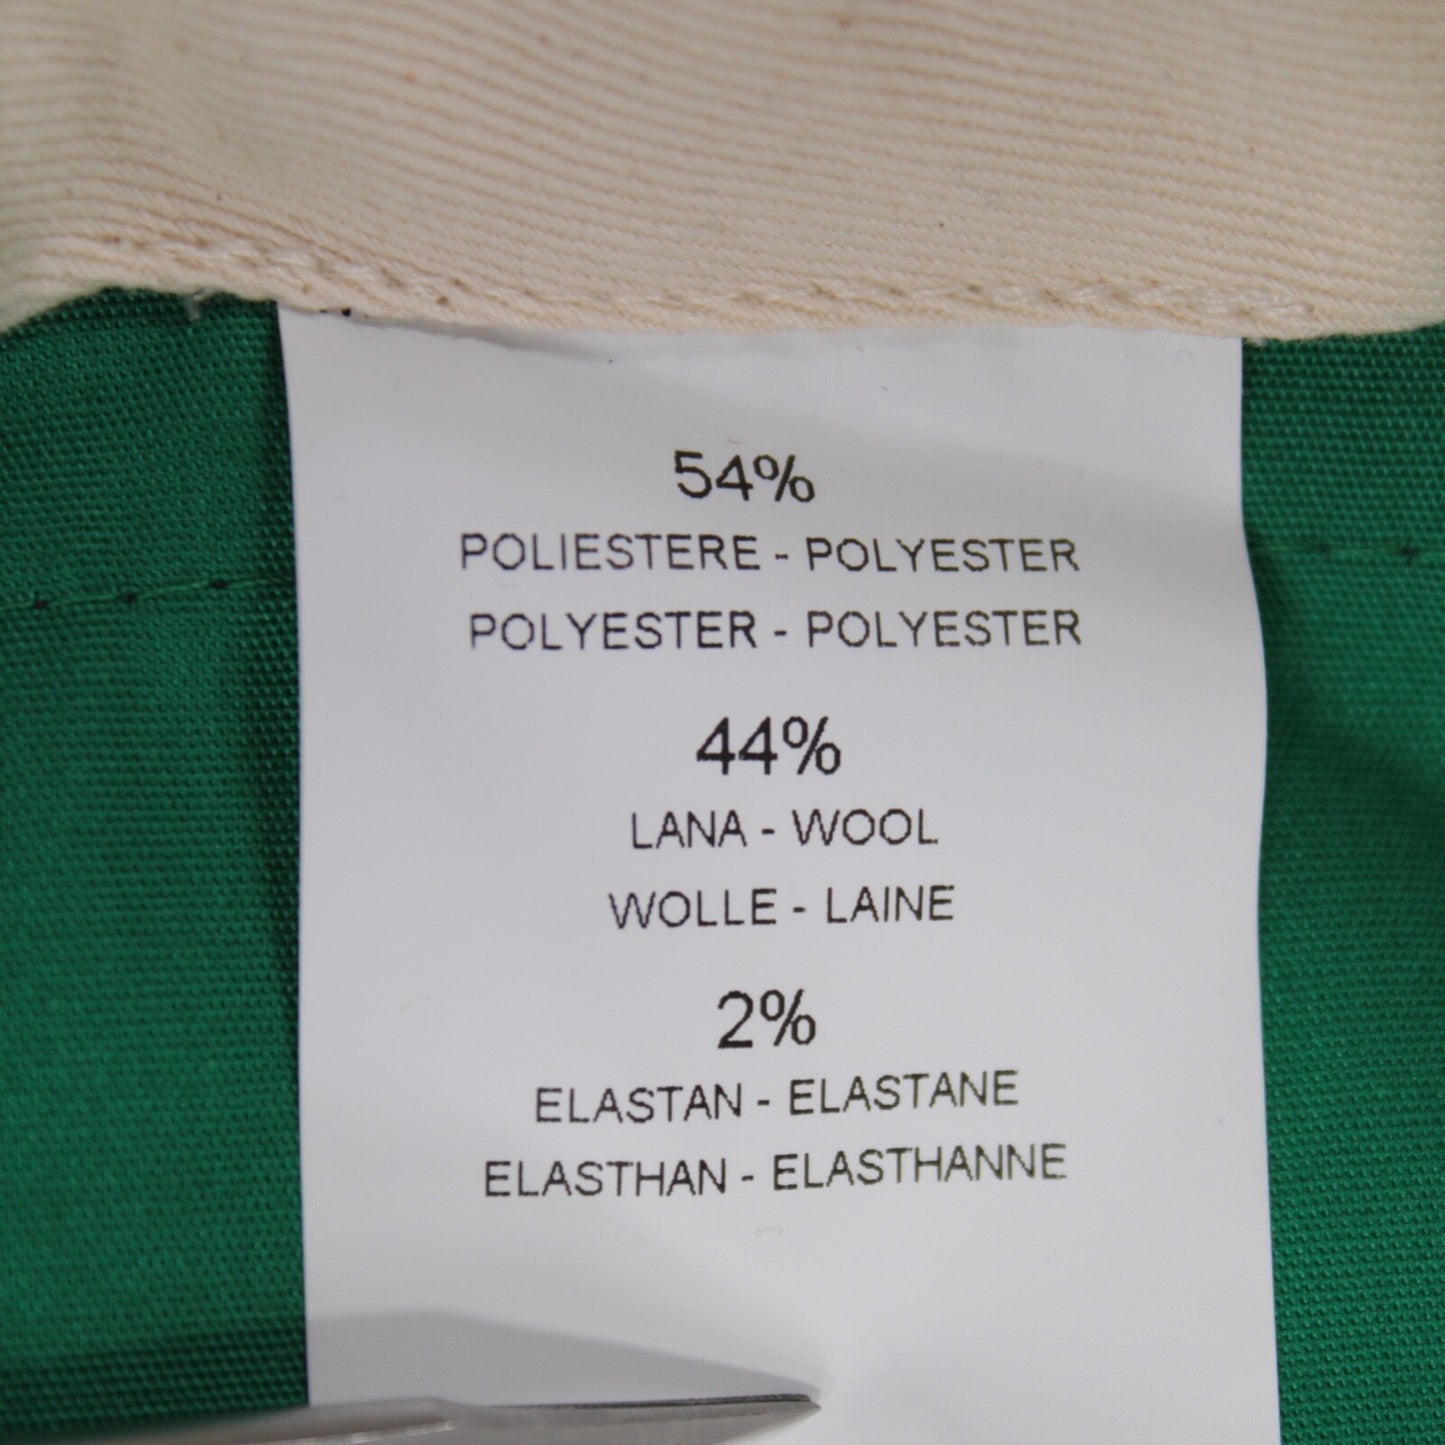 54%
POLIESTERE - POLYESTER
POLYESTER - POLYESTER
44%
LANA - WOOL
WOLLE - LAINE
2%
ELASTAN - ELASTANE
ELASTHAN - ELASTHANNE